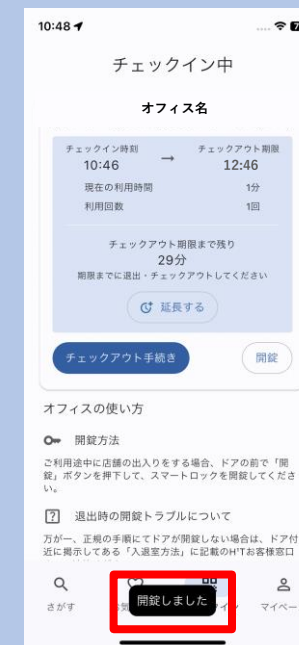 10:48
チェックイン中
オフィス名
チェックイン時刻 → チェックアウト期限
10:46 12:46
現在の利用時間 1分
利用回数 1回
チェックアウト期限まで残り
29分
期限までに退出・チェックアウトしてください
延長する
チェックアウト手続き
開錠
オフィスの使い方
開錠方法
ご利用途中に店舗の出入りをする場合、ドアの前で「開
錠」ボタンを押下して、スマートロックを開錠してくださ
い。
退出時の開錠トラブルについて
万が一、正規の手順にてドアが開錠しない場合は、ドア付
近に掲示してある「入退室方法」に記載のH¹Tお客様窓口
開錠しました
さがす
マイペー